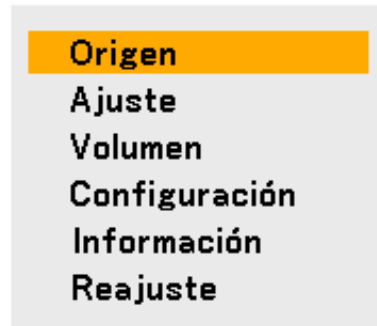 Origen
Ajuste
Volumen
Configuración
Información
Reajuste